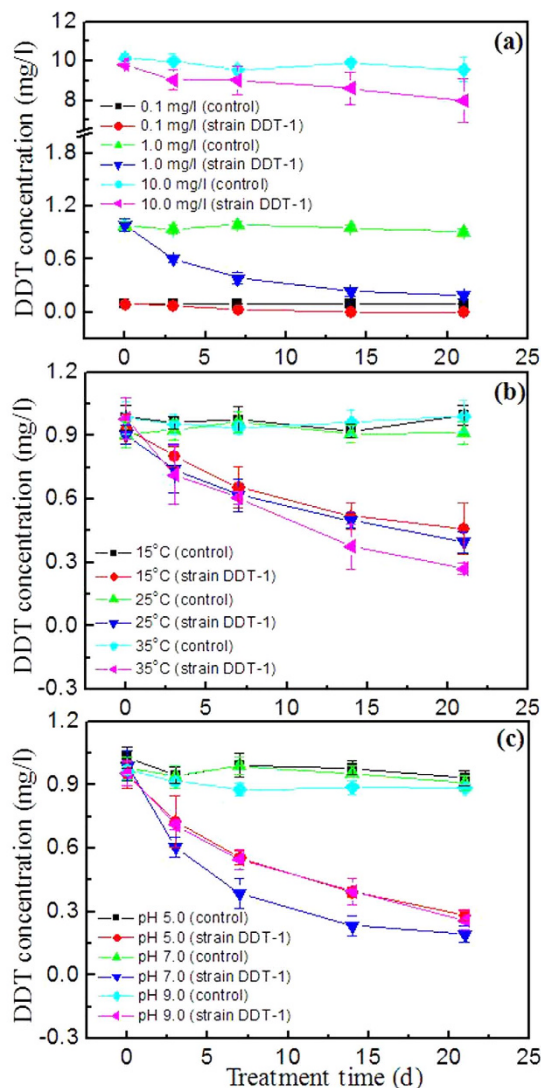 (a)
DDT concentration (mg/l)
10
8
1.8
1.2
0.6
0.0
0.1 mg/l (control)
0.1 mg/l (strain DDT-1)
1.0 mg/l (control)
1.0 mg/l (strain DDT-1)
10.0 mg/l (control)
10.0 mg/l (strain DDT-1)
0 5 10 15 20 25
(b)
DDT concentration (mg/l)
1.2
0.9
0.6
0.3
0.0
-0.3
15°C (control)
15°C (strain DDT-1)
25°C (control)
25°C (strain DDT-1)
35°C (control)
35°C (strain DDT-1)
0 5 10 15 20 25
(c)
DDT concentration (mg/l)
1.2
0.9
0.6
0.3
0.0
-0.3
pH 5.0 (control)
pH 5.0 (strain DDT-1)
pH 7.0 (control)
pH 7.0 (strain DDT-1)
pH 9.0 (control)
pH 9.0 (strain DDT-1)
0 5 10 15 20 25
Treatment time (d)